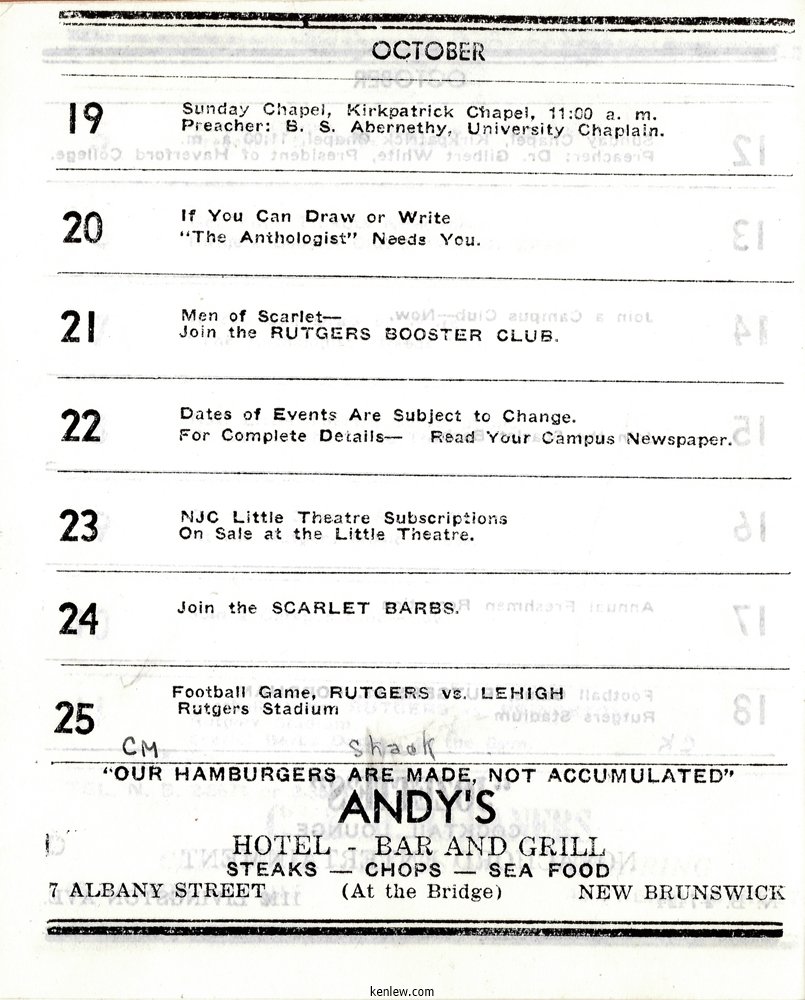 OCTOBER
19
Sunday Chapel, Kirkpatrick Chapel, 11:00 a. m.
Preacher: B. S. Abernethy, University Chaplain.
20
If You Can Draw or Write
“The Anthologist” Needs You.
21
Men of Scarlet—
Join the RUTGERS BOOSTER CLUB.
22
Dates of Events Are Subject to Change.
For Complete Details— Read Your Campus Newspaper.
23
NJC Little Theatre Subscriptions
On Sale at the Little Theatre.
24
Join the SCARLET BARBS.
25
Football Game, RUTGERS vs. LEHIGH
Rutgers Stadium
CM Shack
“OUR HAMBURGERS ARE MADE, NOT ACCUMULATED”
ANDY'S
HOTEL - BAR AND GRILL
STEAKS — CHOPS — SEA FOOD
7 ALBANY STREET (At the Bridge) NEW BRUNSWICK
kenlew.com